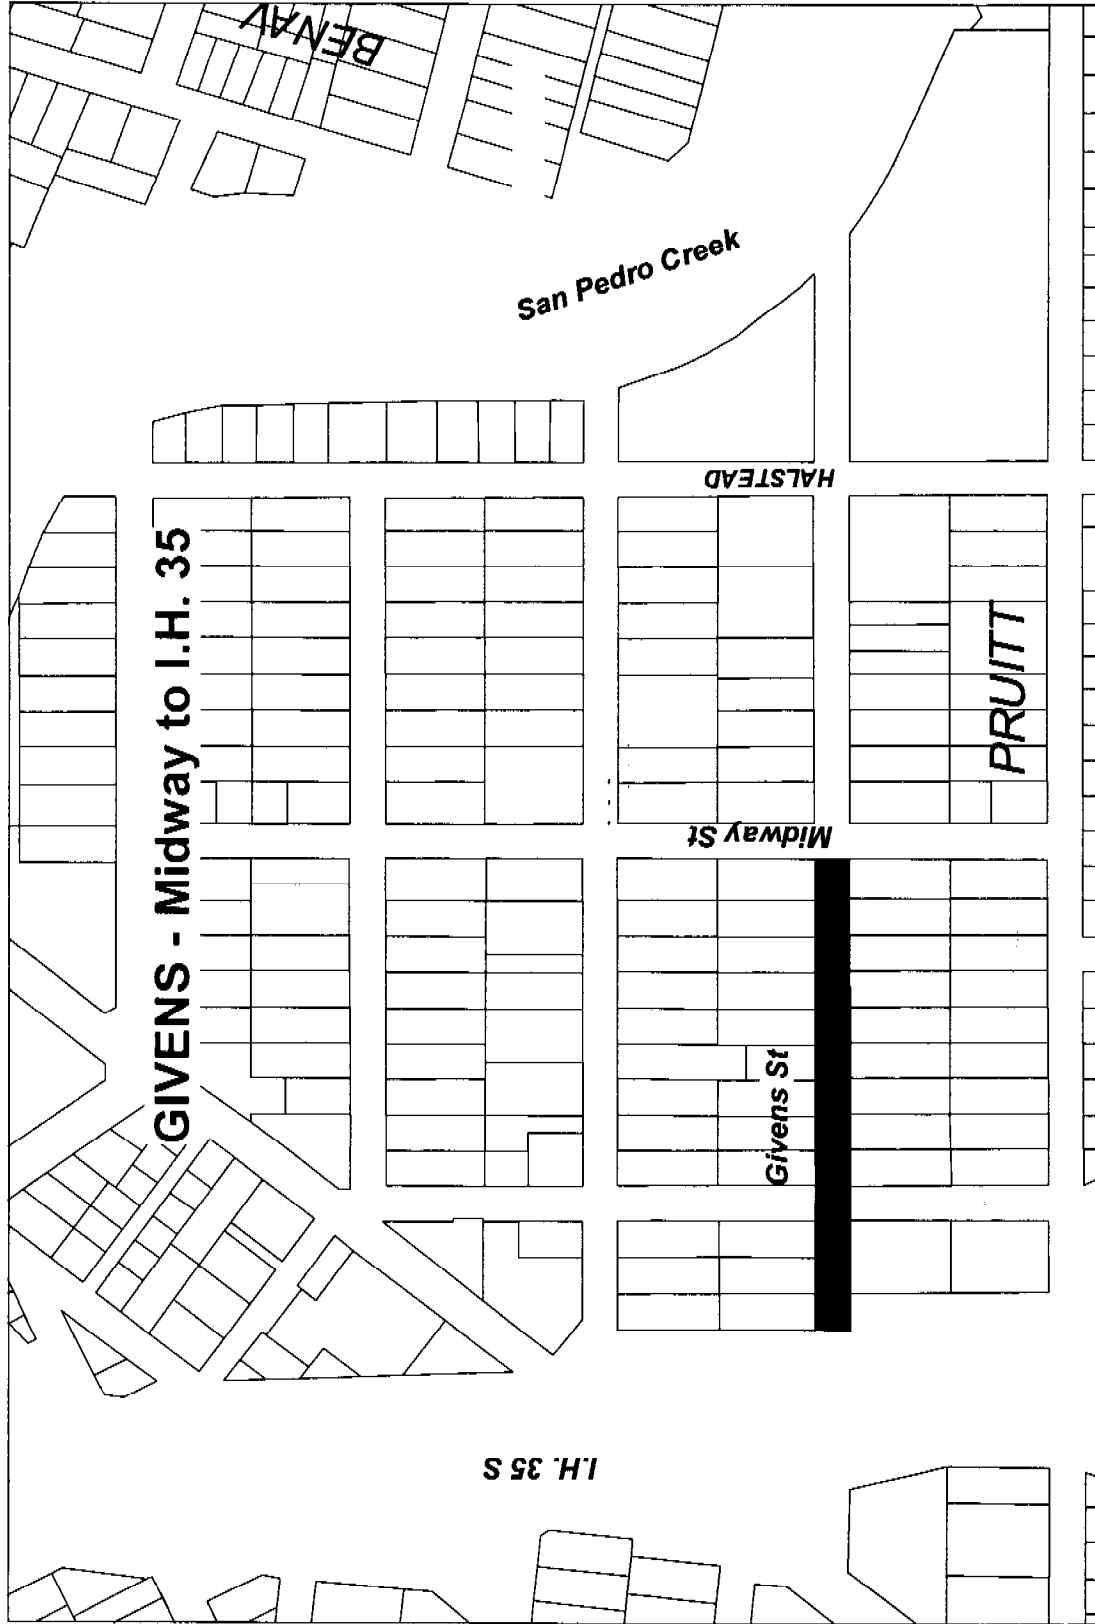 GIVENS - Midway to I.H. 35
BENAV
San Pedro Creek
HALSTEAD
PRUITT
Midway St
Givens St
I.H. 35 S